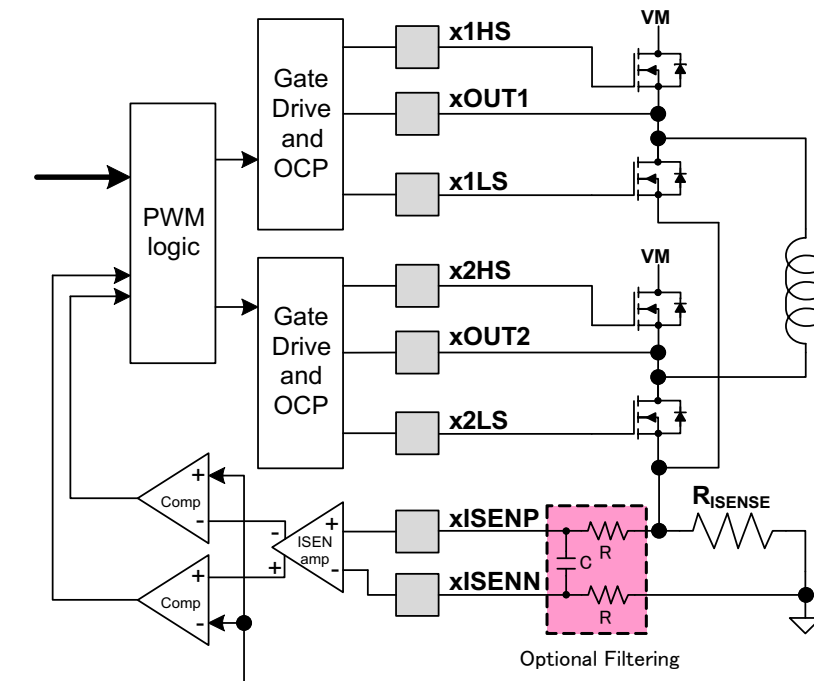 VM
x1HS
Gate
Drive
and
OCP
xOUT1
x1LS
PWM
logic
VM
x2HS
Gate
Drive
and
OCP
xOUT2
x2LS
+
Comp
-
RISENSE
xISENP
+
-
ISEN
amp
+
-
R
C
xISENN
+
Comp
-
R
Optional Filtering